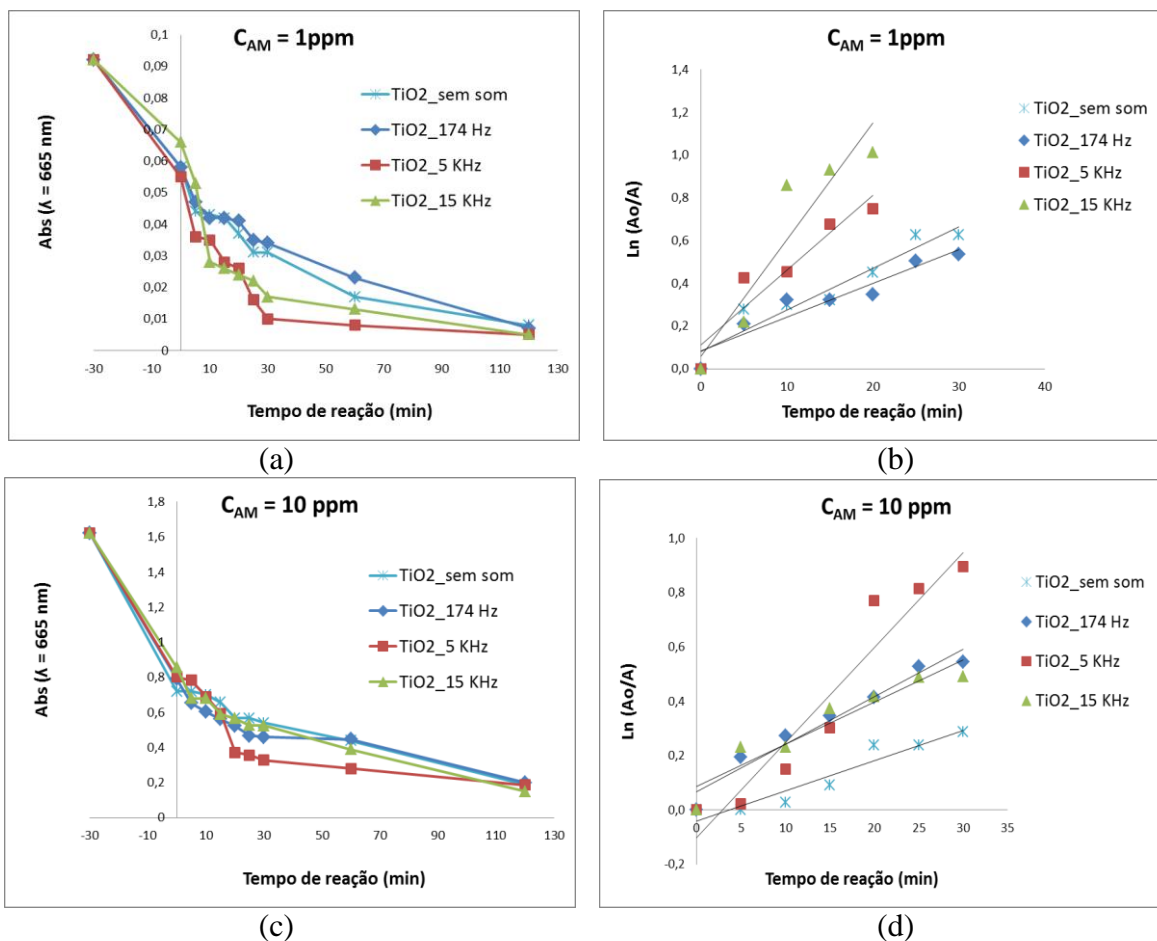 C_AM = 1ppm
Abs (λ = 665 nm)
0,1
0,09
0,08
0,07
0,06
0,05
0,04
0,03
0,02
0,01
0
-30 -10 10 30 50 70 90 110 130
Tempo de reação (min)
TiO2_sem som
TiO2_174 Hz
TiO2_5 KHz
TiO2_15 KHz
(a)
C_AM = 1ppm
Ln (Ao/A)
1,4
1,2
1,0
0,8
0,6
0,4
0,2
0,0
0 10 20 30 40
Tempo de reação (min)
TiO2_sem som
TiO2_174 Hz
TiO2_5 KHz
TiO2_15 KHz
(b)
C_AM = 10 ppm
Abs (λ = 665 nm)
1,8
1,6
1,4
1,2
1
0,8
0,6
0,4
0,2
0
-30 -10 10 30 50 70 90 110 130
Tempo de reação (min)
TiO2_sem som
TiO2_174 Hz
TiO2_5 KHz
TiO2_15 KHz
(c)
C_AM = 10 ppm
Ln (Ao/A)
1,0
0,8
0,6
0,4
0,2
0,0
-0,2
0 5 10 15 20 25 30 35
Tempo de reação (min)
TiO2_sem som
TiO2_174 Hz
TiO2_5 KHz
TiO2_15 KHz
(d)